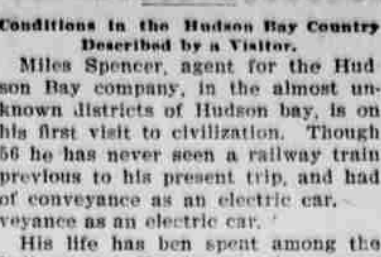 Conditions in the Hudson Bay Country
Described by a Visitor.
Miles Spencer, agent for the Hud
son Bay company, in the almost un-
known districts of Hudson bay, is on
his first visit to civilization. Though
56 he has never seen a railway train
previous to his present trip, and had
of conveyance as an electric car.
veyance as an electric car.
His life has ben spent among the